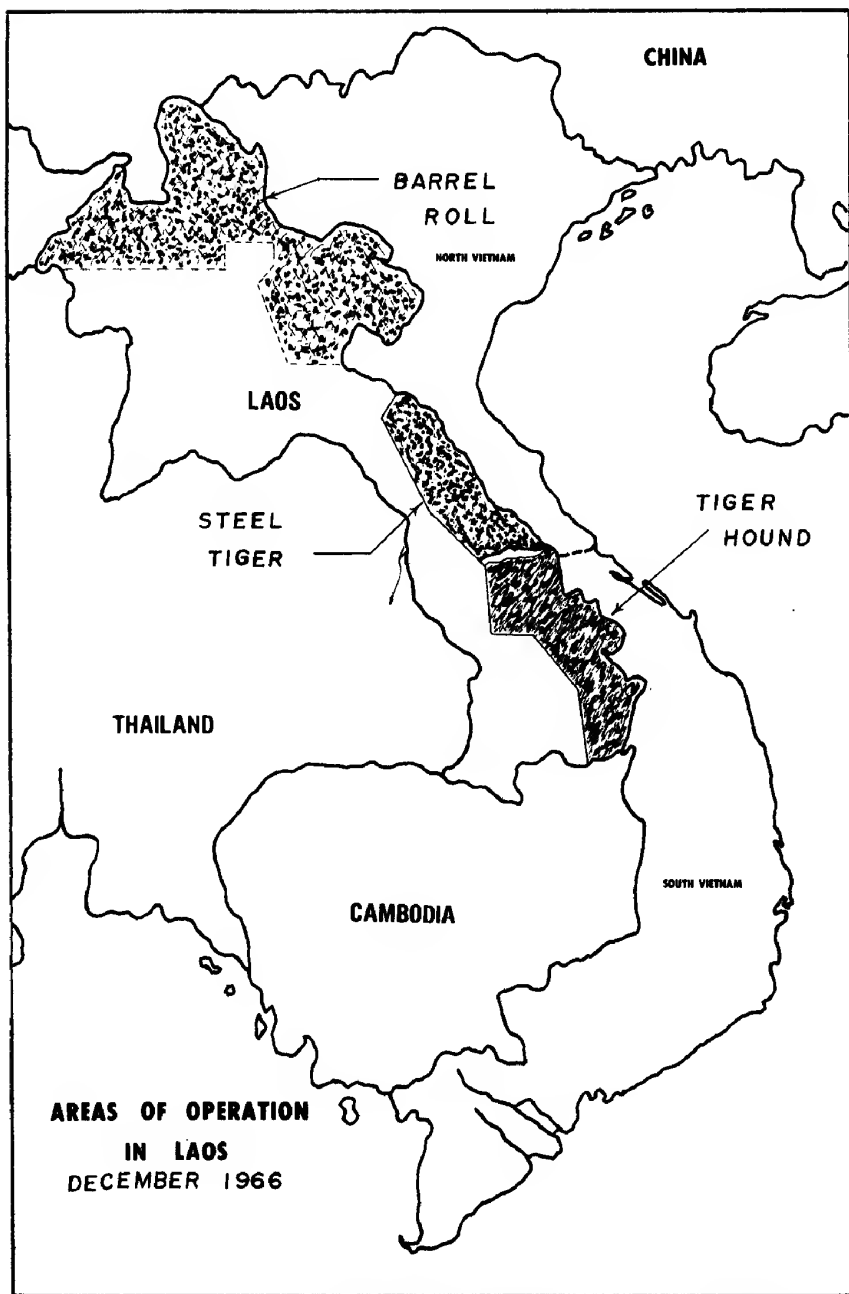 CHINA
BARREL
ROLL
NORTH VIETNAM
LAOS
STEEL
TIGER
TIGER
HOUND
THAILAND
SOUTH VIETNAM
CAMBODIA
AREAS OF OPERATION
IN LAOS
DECEMBER 1966